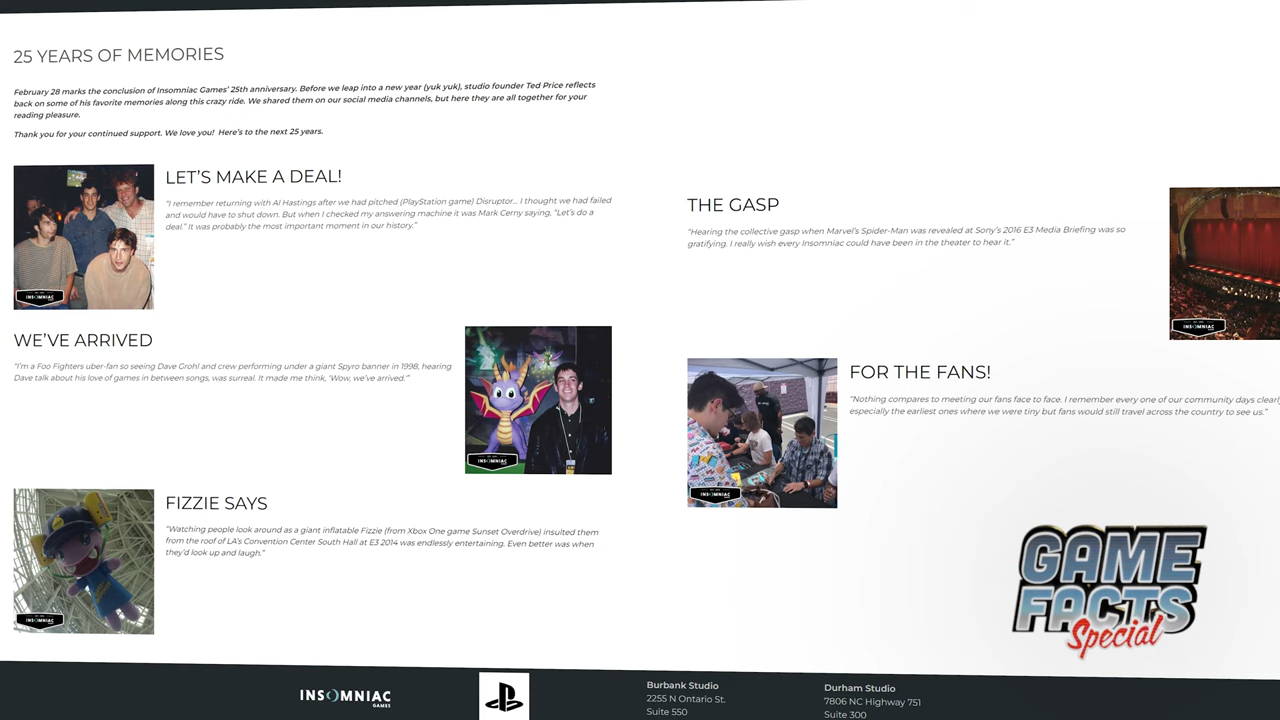 25 YEARS OF MEMORIES
February 28 marks the conclusion of Insomniac Games' 25th anniversary. Before we leap into a new year (yuk yuk), studio founder Ted Price reflects
back on some of his favorite memories along this crazy ride. We shared them on our social media channels, but here they are all together for your
reading pleasure.
Thank you for your continued support. We love you! Here's to the next 25 years.
LET'S MAKE A DEAL!
"I remember returning with Al Hastings after we had pitched (PlayStation game) Disruptor... I thought we had failed
and would have to shut down. But when I checked my answering machine it was Mark Cerny saying, "Let's do a
deal." It was probably the most important moment in our history."
INSOMNIAC
WE'VE ARRIVED
"I'm a Foo Fighters uber-fan so seeing Dave Grohl and crew performing under a giant Spyro banner in 1998, hearing
Dave talk about his love of games in between songs, was surreal. It made me think, 'Wow, we've arrived.'"
INSOMNIAC
FIZZIE SAYS
"Watching people look around as a giant inflatable Fizzie (from Xbox One game Sunset Overdrive) insulted them
from the roof of LA's Convention Center South Hall at E3 2014 was endlessly entertaining. Even better was when
they'd look up and laugh."
INSOMNIAC
THE GASP
"Hearing the collective gasp when Marvel's Spider-Man was revealed at Sony's 2016 E3 Media Briefing was so
gratifying. I really wish every Insomniac could have been in the theater to hear it."
INSOMNIAC
FOR THE FANS!
"Nothing compares to meeting our fans face to face. I remember every one of our community days clearly
especially the earliest ones where we were tiny but fans would still travel across the country to see us."
INSOMNIAC
GAME
FACTS
Special
INSOMNIAC
GAMES
Burbank Studio
2255 N Ontario St.
Suite 550
Durham Studio
7806 NC Highway 751
Suite 300